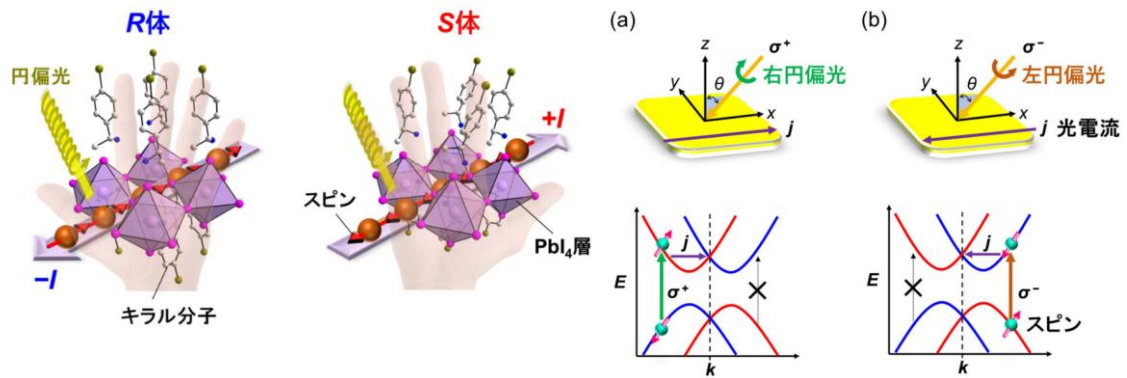 R体
S体
円偏光
+I
スピン
PbI4層
−I
キラル分子
(a)
z
σ+
右円偏光
y
θ
x
j
(b)
z
σ−
左円偏光
y
θ
x
j 光電流
E
j
σ+
k
E
j
σ−
スピン
k